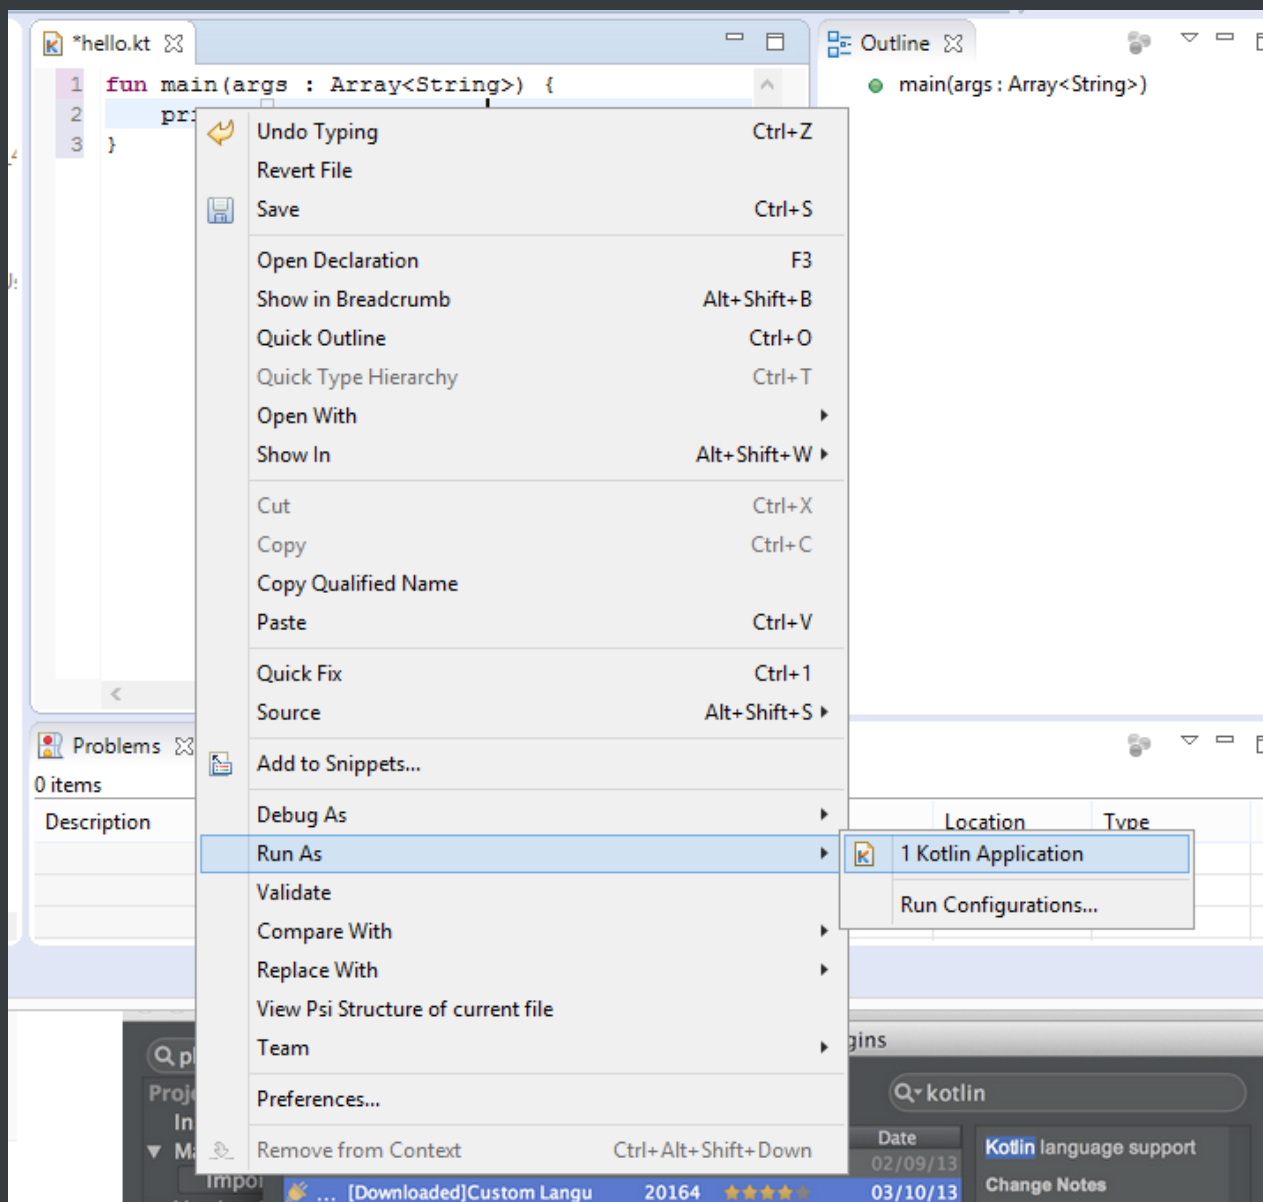 *hello.kt
Outline
1 fun main(args : Array<String>) {
2
3 }
main(args : Array<String>)
Undo Typing Ctrl+Z
Revert File
Save Ctrl+S
Open Declaration F3
Show in Breadcrumb Alt+Shift+B
Quick Outline Ctrl+O
Quick Type Hierarchy Ctrl+T
Open With
Show In Alt+Shift+W
Cut Ctrl+X
Copy Ctrl+C
Copy Qualified Name
Paste Ctrl+V
Quick Fix Ctrl+1
Source Alt+Shift+S
Add to Snippets...
Debug As
Run As
Validate
Compare With
Replace With
View Psi Structure of current file
Team
Preferences...
Remove from Context Ctrl+Alt+Shift+Down
1 Kotlin Application
Run Configurations...
Problems
0 items
Description Location Type
kotlin
Date
02/09/13
... [Downloaded]Custom Langu 20164 03/10/13
Kotlin language support
Change Notes